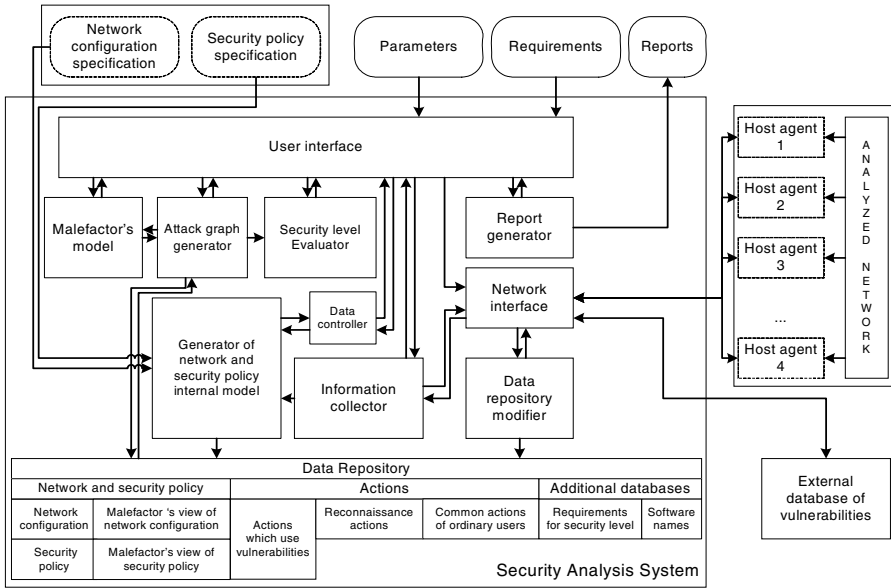 Network
configuration
specification
Security policy
specification
Parameters
Requirements
Reports
User interface
Malefactor's
model
Attack graph
generator
Security level
Evaluator
Report
generator
Host agent
1
Host agent
2
Host agent
3
...
Host agent
4
ANALYZED NETWORK
Network
interface
Data
controller
Generator of
network and
security policy
internal model
Information
collector
Data
repository
modifier
External
database of
vulnerabilities
Data Repository
Network and security policy
Actions
Additional databases
Network
configuration
Malefactor 's view of
network configuration
Actions
which use
vulnerabilities
Reconnaissance
actions
Common actions
of ordinary users
Requirements
for security level
Software
names
Security
policy
Malefactor's view of
security policy
Security Analysis System